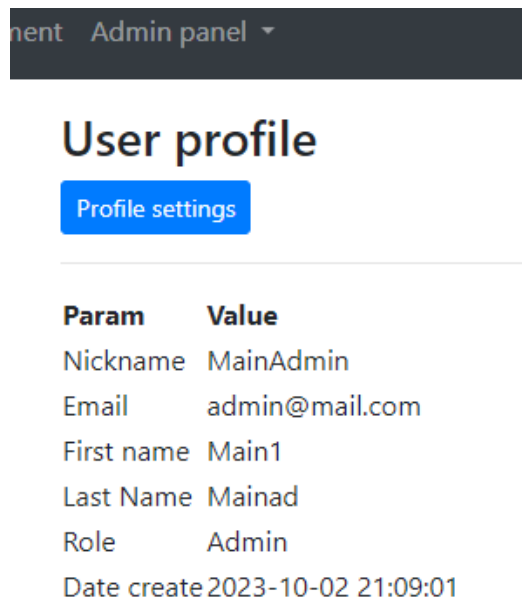 Admin panel
User profile
Profile settings
Param Value
Nickname MainAdmin
Email admin@mail.com
First name Main1
Last Name Mainad
Role Admin
Date create 2023-10-02 21:09:01